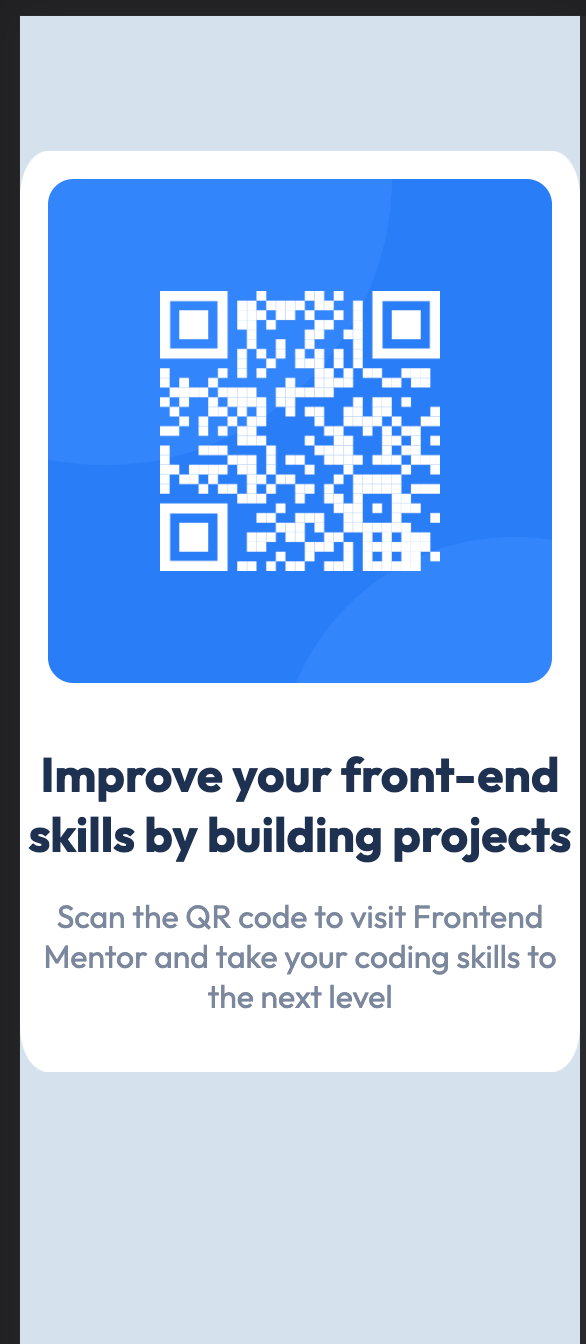 Improve your front-end
skills by building projects
Scan the QR code to visit Frontend
Mentor and take your coding skills to
the next level